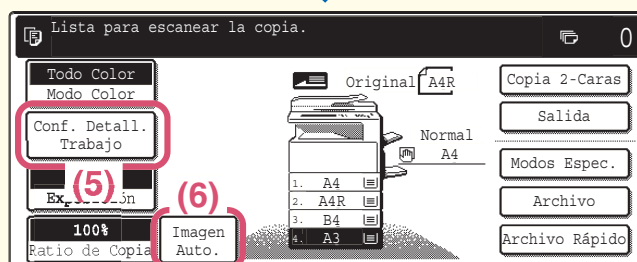 Lista para escanear la copia.
0
Todo Color
Modo Color
Conf. Detall.
Trabajo
(5)
100%
Ratio de Copia
(6)
Imagen
Auto.
Original A4R
Normal
A4
1. A4
2. A4R
3. B4
4. A3
Copia 2-Caras
Salida
Modos Espec.
Archivo
Archivo Rápido